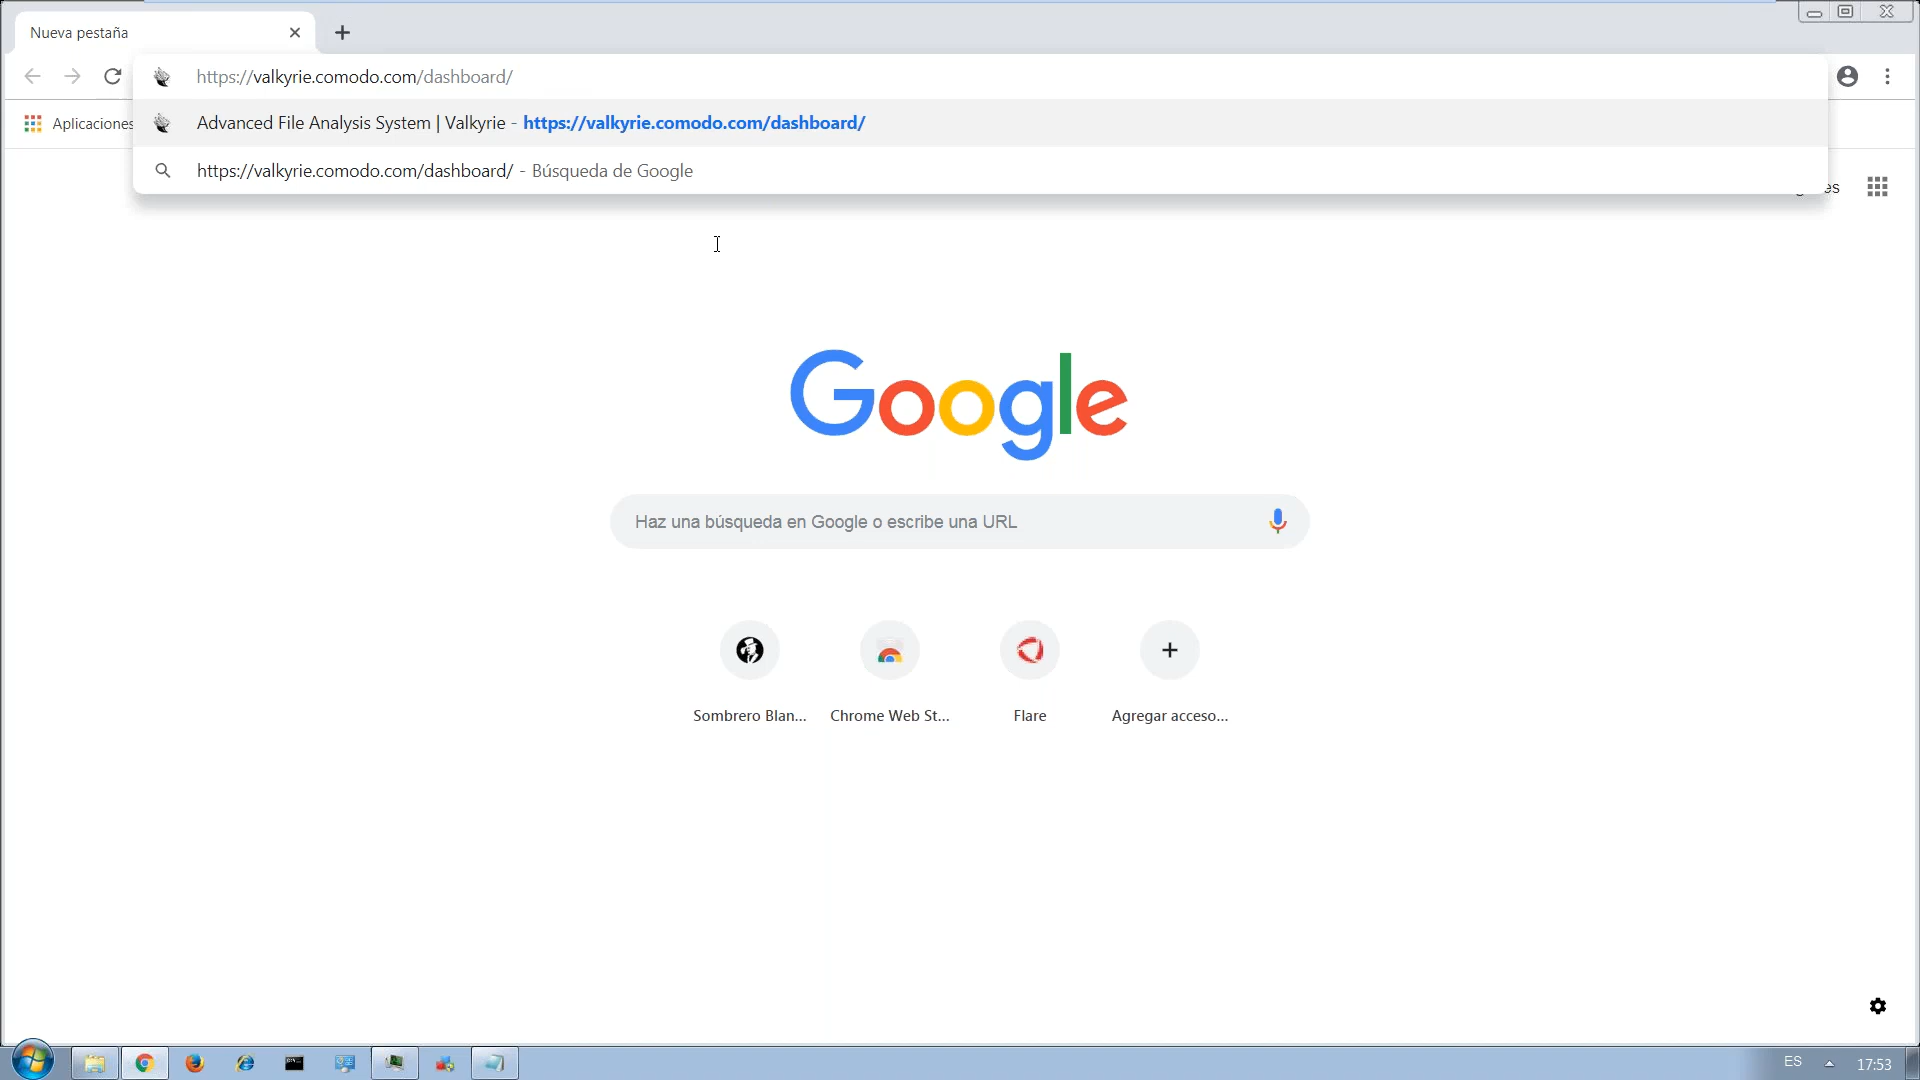 Nueva pestaña
https://valkyrie.comodo.com/dashboard/
Aplicaciones
Advanced File Analysis System | Valkyrie - https://valkyrie.comodo.com/dashboard/
https://valkyrie.comodo.com/dashboard/ - Búsqueda de Google
Google
Haz una búsqueda en Google o escribe una URL
Sombrero Blan...
Chrome Web St...
Flare
Agregar acceso...
ES
17:53